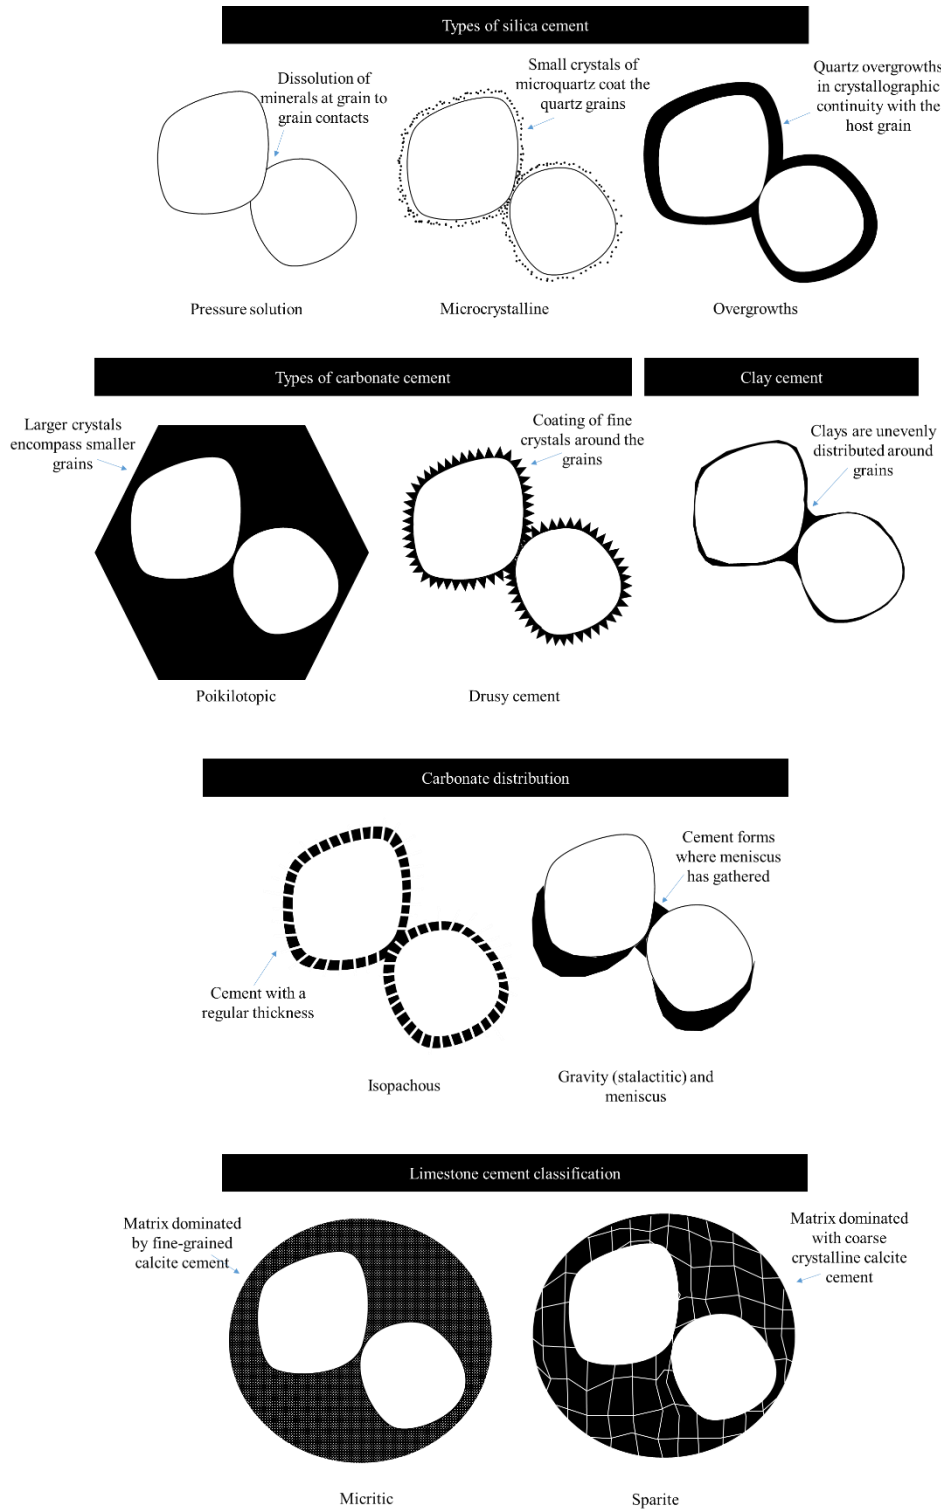 Types of silica cement
Dissolution of
minerals at grain to
grain contacts
Small crystals of
microquartz coat the
quartz grains
Quartz overgrowths
in crystallographic
continuity with the
host grain
Pressure solution
Microcrystalline
Overgrowths
Types of carbonate cement
Clay cement
Larger crystals
encompass smaller
grains
Coating of fine
crystals around the
grains
Clays are unevenly
distributed around
grains
Poikilotopic
Drusy cement
Carbonate distribution
Cement forms
where meniscus
has gathered
Cement with a
regular thickness
Isopachous
Gravity (stalactitic) and
meniscus
Limestone cement classification
Matrix dominated
by fine-grained
calcite cement
Matrix dominated
with coarse
crystalline calcite
cement
Micritic
Sparite